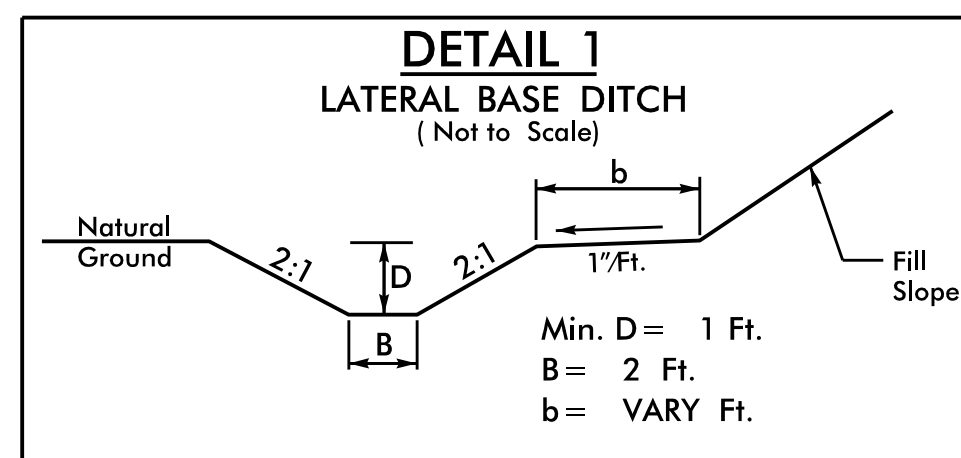 DETAIL 1
LATERAL BASE DITCH
( Not to Scale)
b
Natural
Ground
2:1
D
2:1
1"/Ft.
Fill
Slope
B
Min. D = 1 Ft.
B = 2 Ft.
b = VARY Ft.